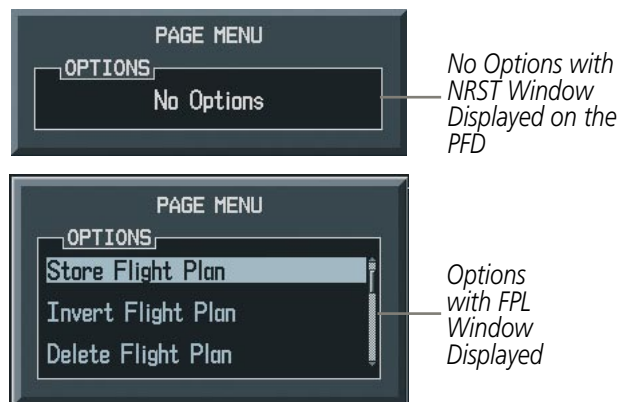 PAGE MENU
OPTIONS
No Options
No Options with
NRST Window
Displayed on the
PFD
PAGE MENU
OPTIONS
Store Flight Plan
Invert Flight Plan
Delete Flight Plan
Options
with FPL
Window
Displayed